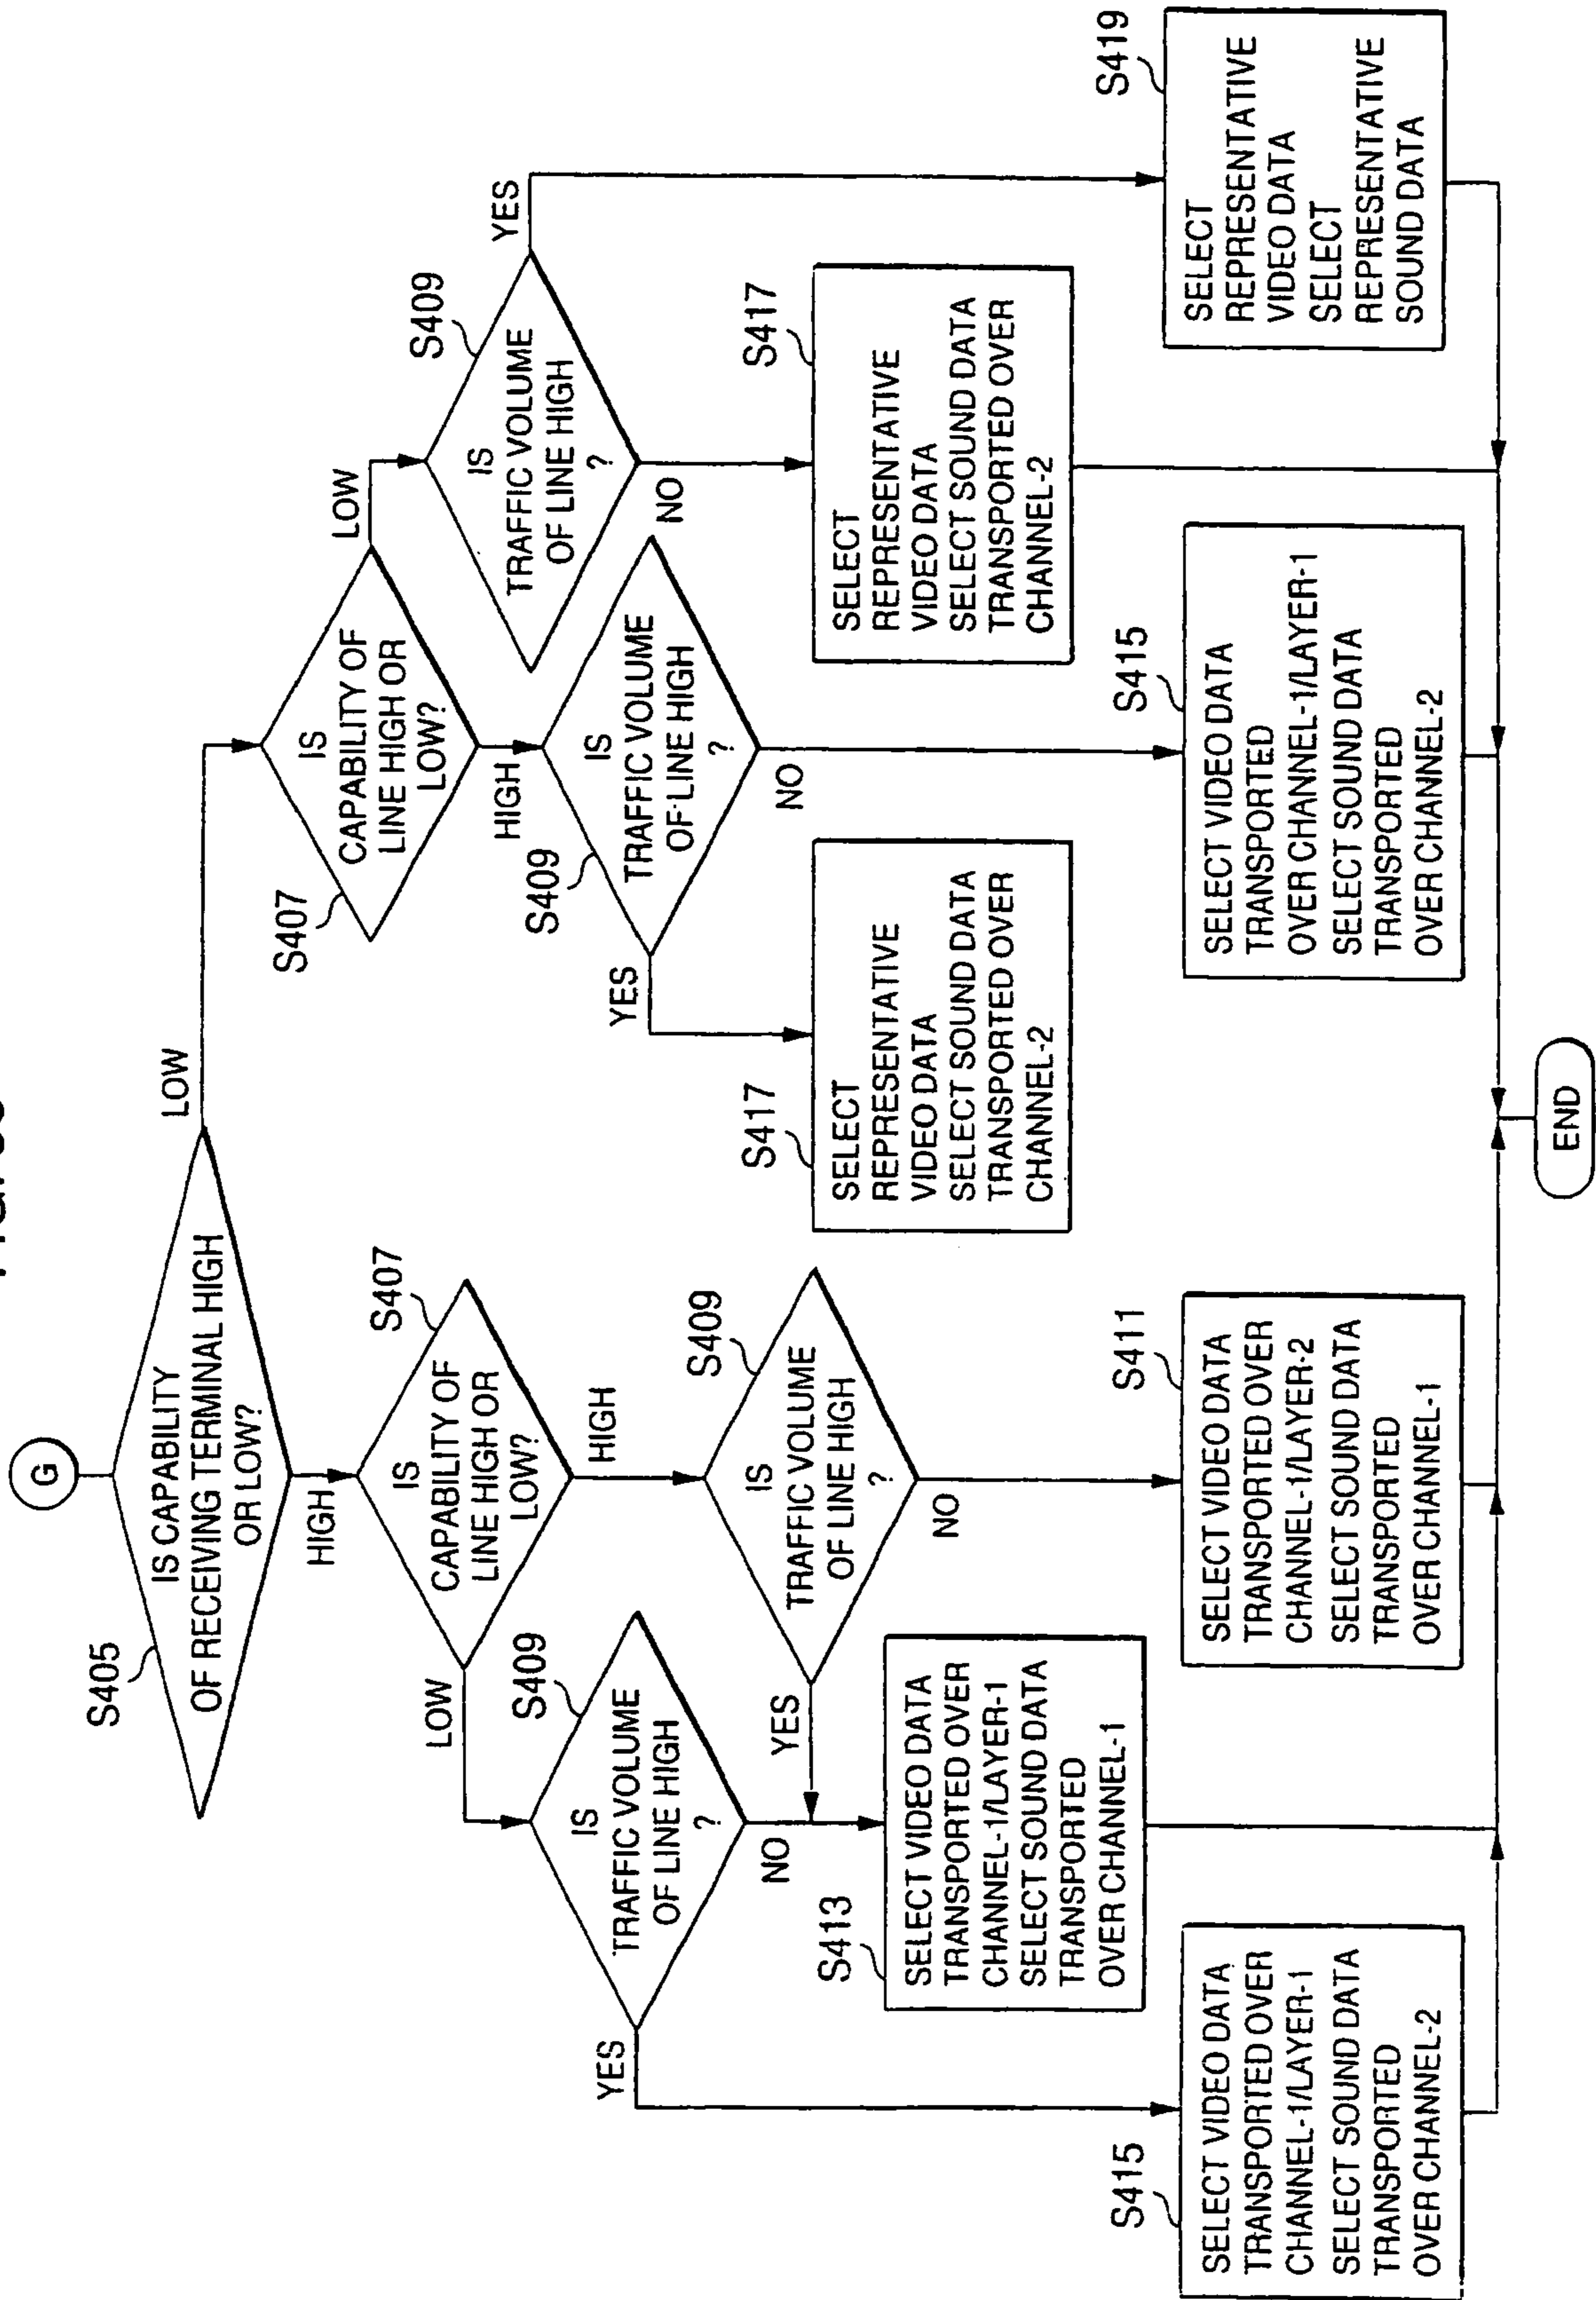 G
S405
IS CAPABILITY
OF RECEIVING TERMINAL HIGH
OR LOW?
LOW
HIGH
S407
IS
CAPABILITY OF
LINE HIGH OR
LOW?
LOW
HIGH
S409
IS
TRAFFIC VOLUME
OF LINE HIGH
?
YES
NO
S409
IS
TRAFFIC VOLUME
OF LINE HIGH
?
YES
NO
S415
SELECT VIDEO DATA
TRANSPORTED OVER
CHANNEL-1/LAYER-1
SELECT SOUND DATA
TRANSPORTED
OVER CHANNEL-2
S413
SELECT VIDEO DATA
TRANSPORTED OVER
CHANNEL-1/LAYER-1
SELECT SOUND DATA
TRANSPORTED
OVER CHANNEL-1
S411
SELECT VIDEO DATA
TRANSPORTED OVER
CHANNEL-1/LAYER-2
SELECT SOUND DATA
TRANSPORTED
OVER CHANNEL-1
S407
IS
CAPABILITY OF
LINE HIGH OR
LOW?
LOW
HIGH
S409
IS
TRAFFIC VOLUME
OF LINE HIGH
?
YES
NO
S417
SELECT
REPRESENTATIVE
VIDEO DATA
SELECT SOUND DATA
TRANSPORTED OVER
CHANNEL-2
S415
SELECT VIDEO DATA
TRANSPORTED
OVER CHANNEL-1/LAYER-1
SELECT SOUND DATA
TRANSPORTED
OVER CHANNEL-2
S409
IS
TRAFFIC VOLUME
OF LINE HIGH
?
YES
NO
S417
SELECT
REPRESENTATIVE
VIDEO DATA
SELECT SOUND DATA
TRANSPORTED OVER
CHANNEL-2
S419
SELECT
REPRESENTATIVE
VIDEO DATA
SELECT
REPRESENTATIVE
SOUND DATA
END